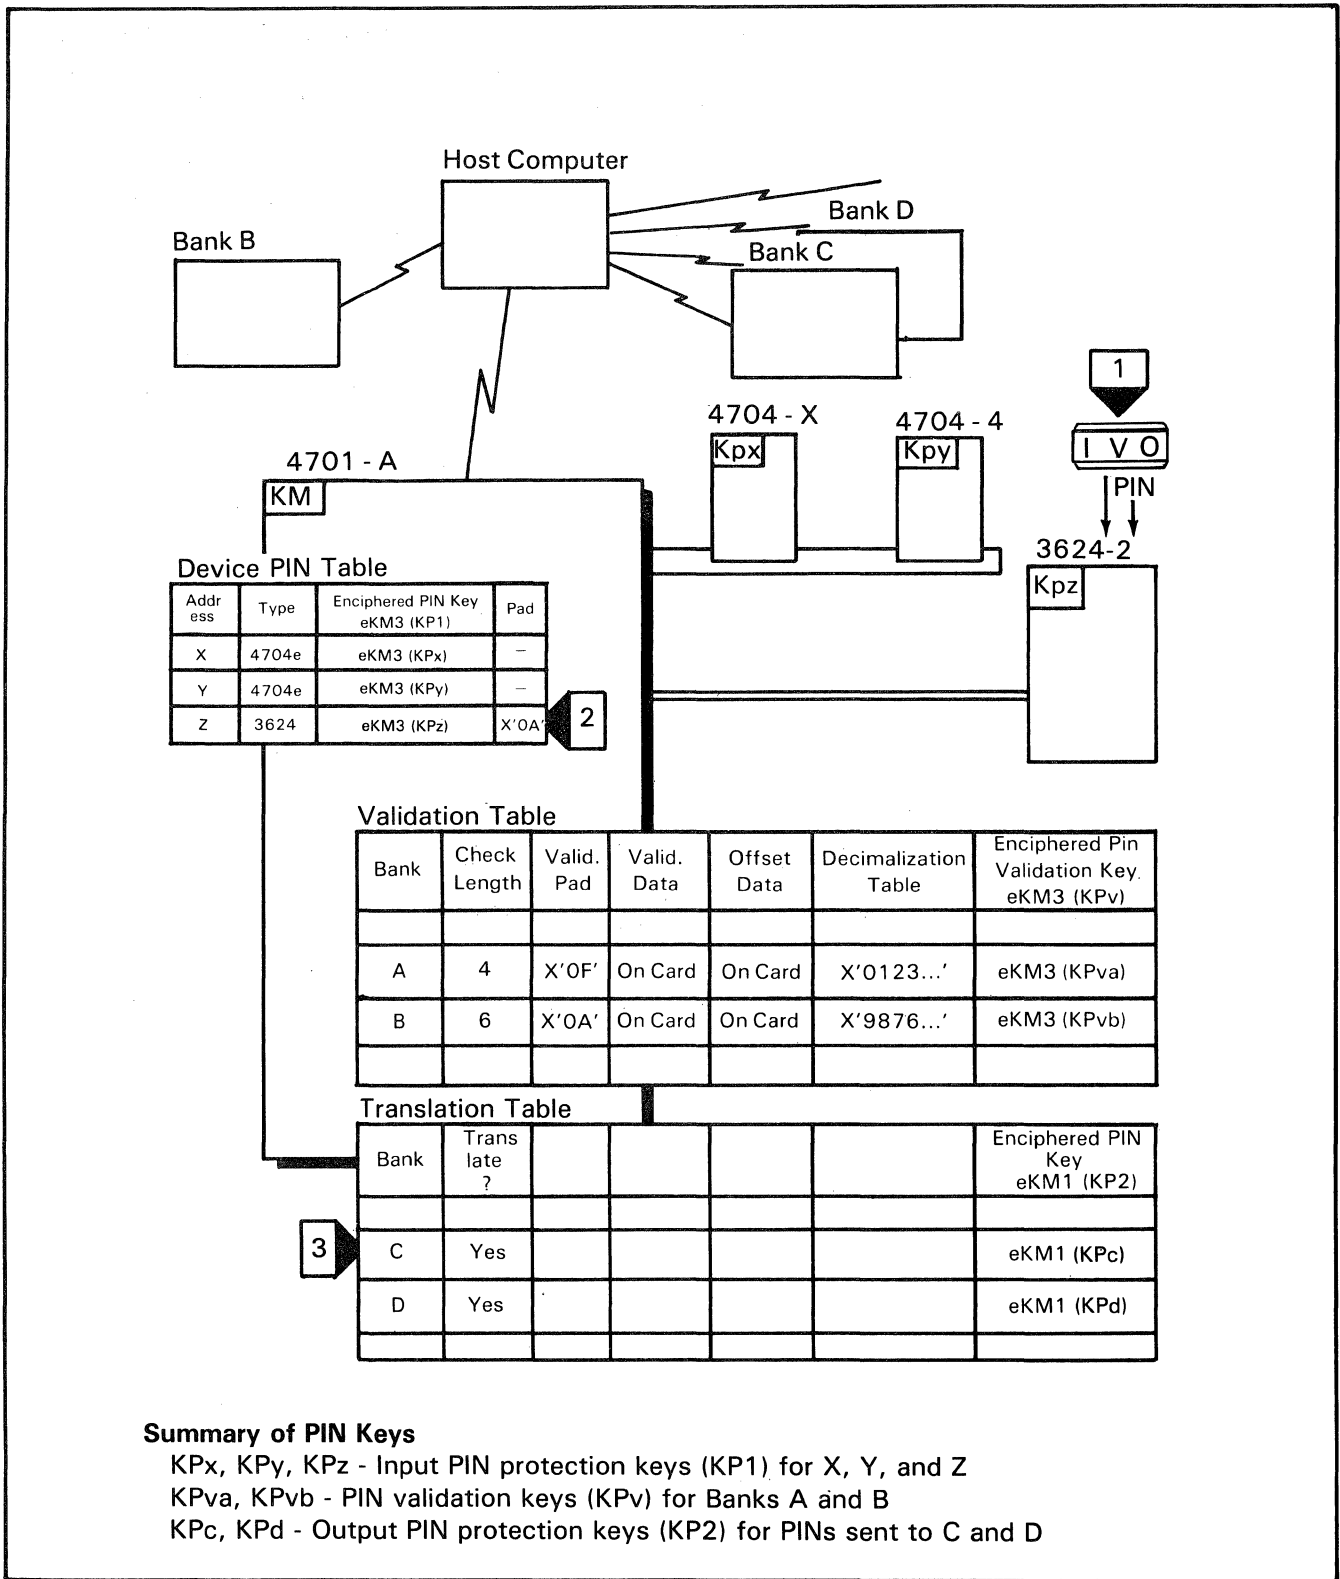 Host Computer
Bank D
Bank B
Bank C
1
4704 - X
4704 - 4
Kpx
Kpy
I V O
4701 - A
PIN
KM
3624-2
Kpz
Device PIN Table
Addr
ess
Type
Enciphered PIN Key
eKM3 (KP1)
Pad
X 4704e eKM3 (KPx) –
Y 4704e eKM3 (KPy) –
Z 3624 eKM3 (KPz) X'0A'
2
Validation Table
Bank
Check
Length
Valid.
Pad
Valid.
Data
Offset
Data
Decimalization
Table
Enciphered Pin
Validation Key
eKM3 (KPv)
A 4 X'0F' On Card On Card X'0123...' eKM3 (KPva)
B 6 X'0A' On Card On Card X'9876...' eKM3 (KPvb)
Translation Table
Bank
Trans
late
?
Enciphered PIN
Key
eKM1 (KP2)
3
C Yes eKM1 (KPc)
D Yes eKM1 (KPd)
Summary of PIN Keys
KPx, KPy, KPz - Input PIN protection keys (KP1) for X, Y, and Z
KPva, KPvb - PIN validation keys (KPv) for Banks A and B
KPc, KPd - Output PIN protection keys (KP2) for PINs sent to C and D